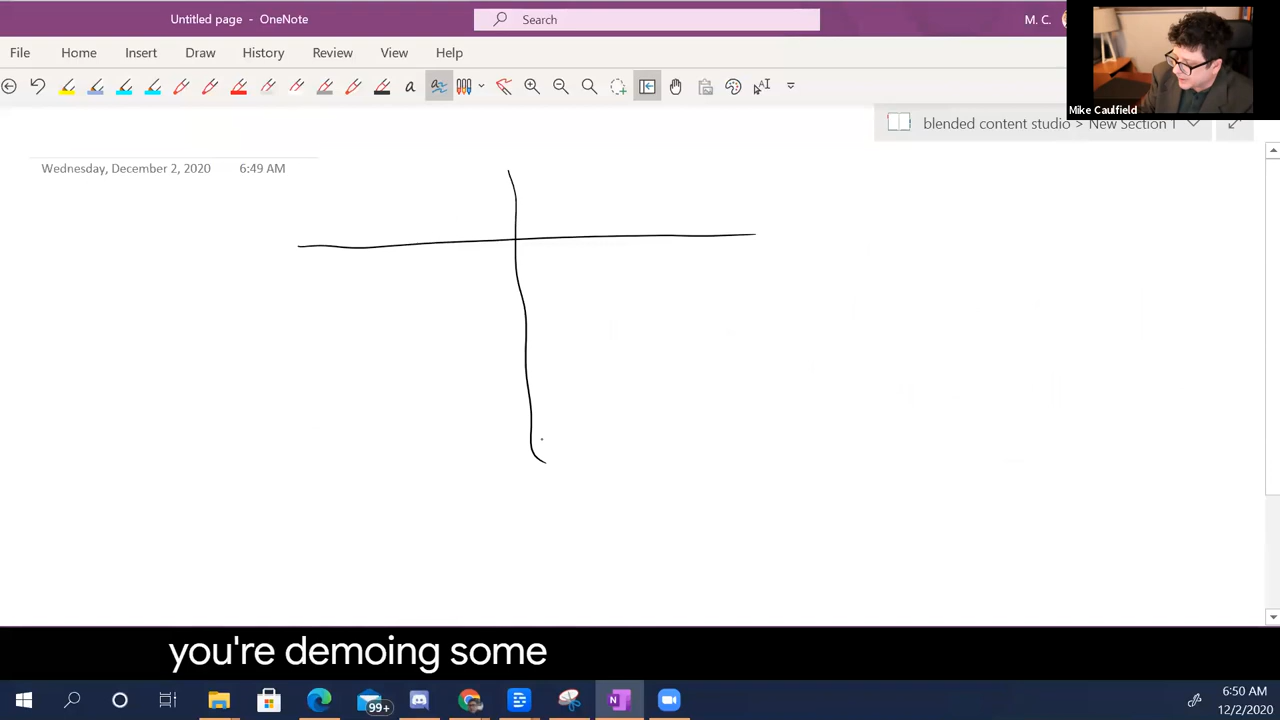 Untitled page - OneNote
Search
M. C.
File Home Insert Draw History Review View Help
Mike Caulfield
blended content studio > New Section 1
Wednesday, December 2, 2020 6:49 AM
you're demoing some
99+
6:50 AM
12/2/2020